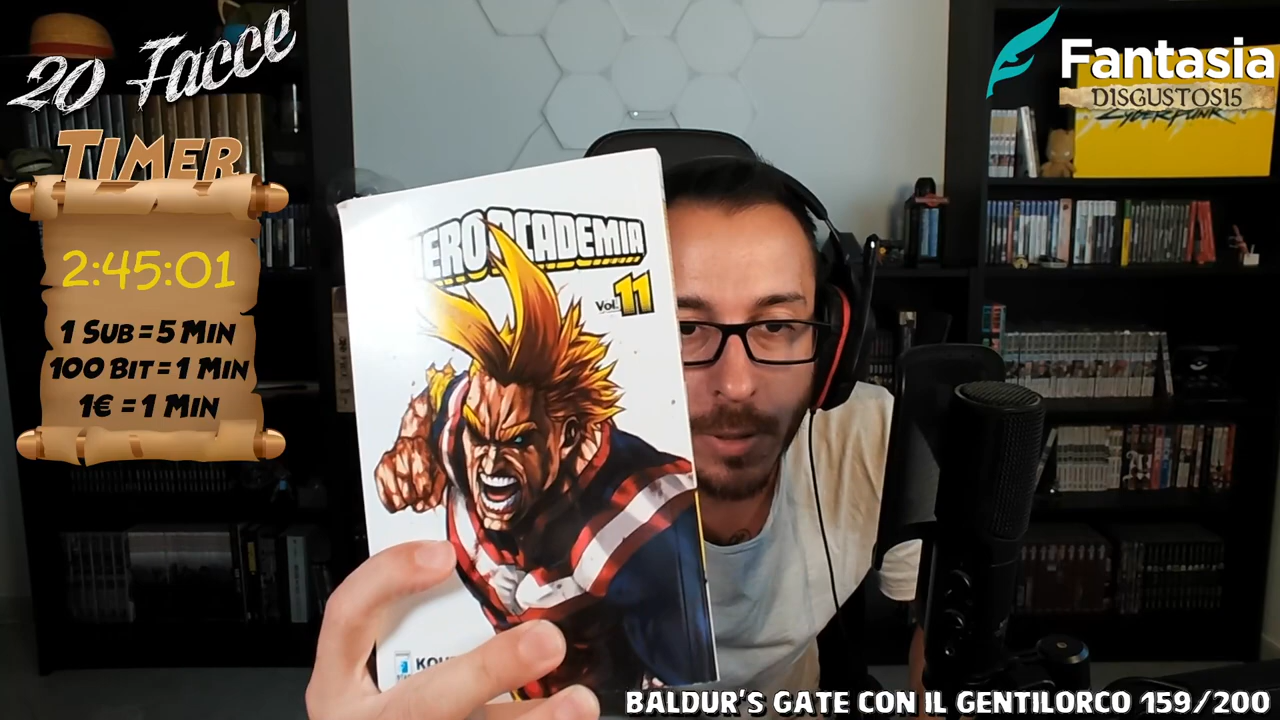 20 Facce
Timer
2:45:01
1 Sub = 5 Min
100 Bit = 1 Min
1€ = 1 Min
Fantasia
D1SGUSTOS15
CYBERPUNK
HERO ACADEMIA
Vol. 11
BALDUR'S GATE CON IL GENTILORCO 159/200